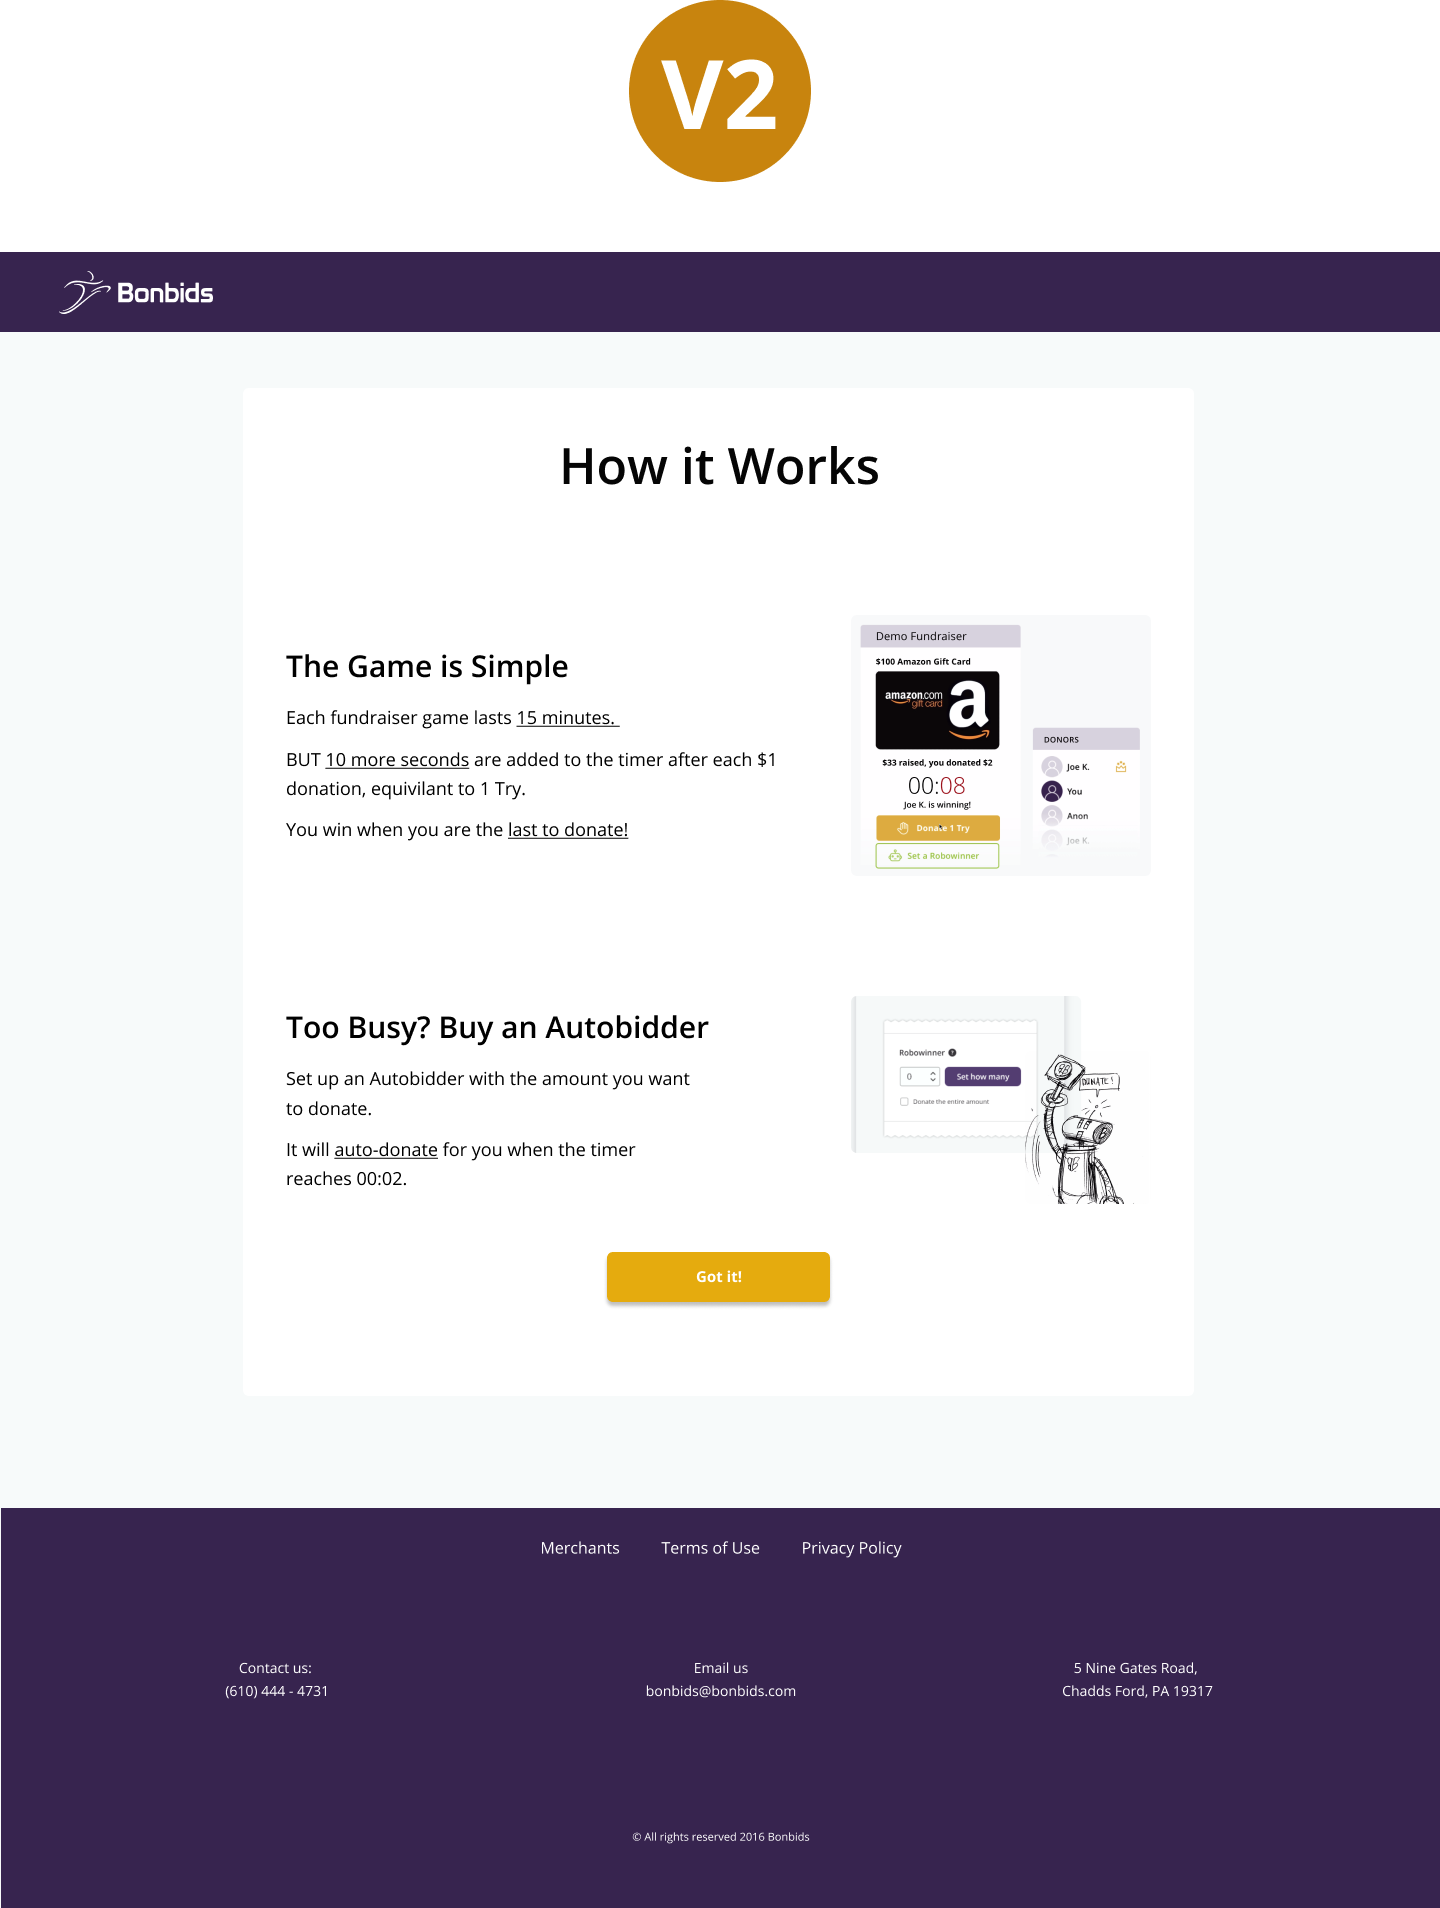 V2
Bonbids
How it Works
The Game is Simple
Each fundraiser game lasts 15 minutes.
BUT 10 more seconds are added to the timer after each $1
donation, equivilant to 1 Try.
You win when you are the last to donate!
Demo Fundraiser
$100 Amazon Gift Card
amazon.com
gift card
a
$33 raised, you donated $2
00:08
Joe K. is winning!
Donate 1 Try
Set a Robowinner
DONORS
Joe K.
You
Anon
Joe K.
Too Busy? Buy an Autobidder
Set up an Autobidder with the amount you want
to donate.
It will auto-donate for you when the timer
reaches 00:02.
Robowinner ?
0
Set how many
Donate the entire amount
DONATE!
Got it!
Merchants Terms of Use Privacy Policy
Contact us:
(610) 444 - 4731
Email us
bonbids@bonbids.com
5 Nine Gates Road,
Chadds Ford, PA 19317
© All rights reserved 2016 Bonbids